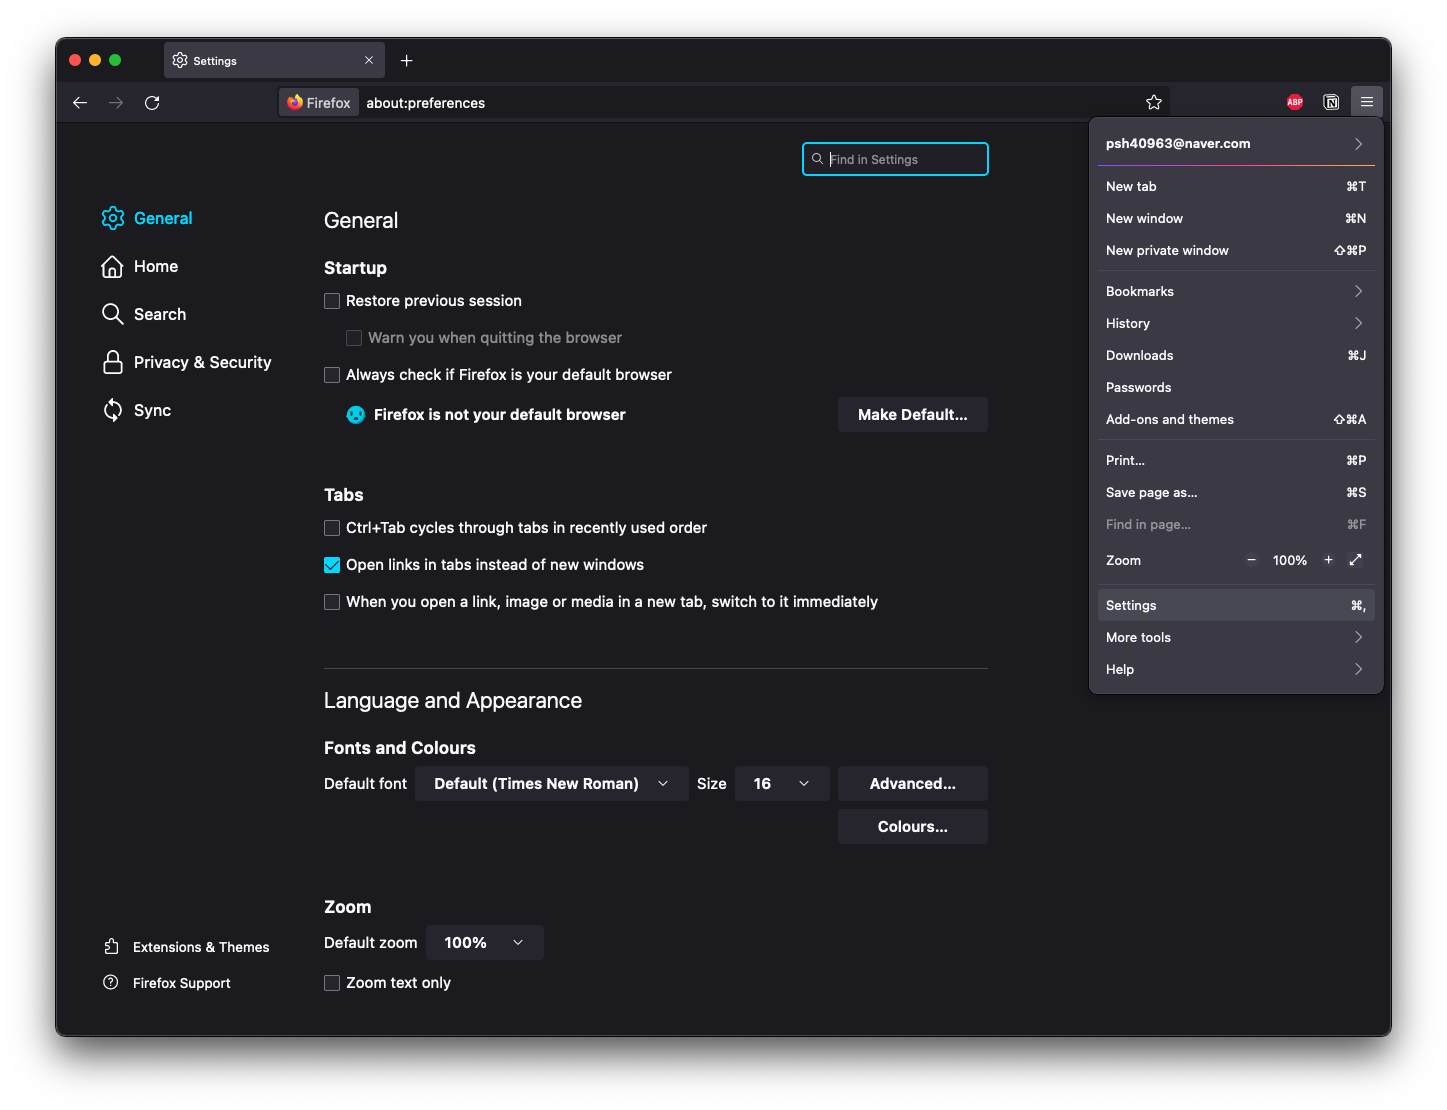 Settings
Firefox about:preferences
ABP
N
Find in Settings
General
Home
Search
Privacy & Security
Sync
Extensions & Themes
Firefox Support
General
Startup
Restore previous session
Warn you when quitting the browser
Always check if Firefox is your default browser
Firefox is not your default browser
Make Default...
Tabs
Ctrl+Tab cycles through tabs in recently used order
Open links in tabs instead of new windows
When you open a link, image or media in a new tab, switch to it immediately
Language and Appearance
Fonts and Colours
Default font Default (Times New Roman) Size 16 Advanced...
Colours...
Zoom
Default zoom 100%
Zoom text only
psh40963@naver.com
New tab ⌘T
New window ⌘N
New private window ⇧⌘P
Bookmarks
History
Downloads ⌘J
Passwords
Add-ons and themes ⇧⌘A
Print... ⌘P
Save page as... ⌘S
Find in page... ⌘F
Zoom − 100% +
Settings ⌘,
More tools
Help